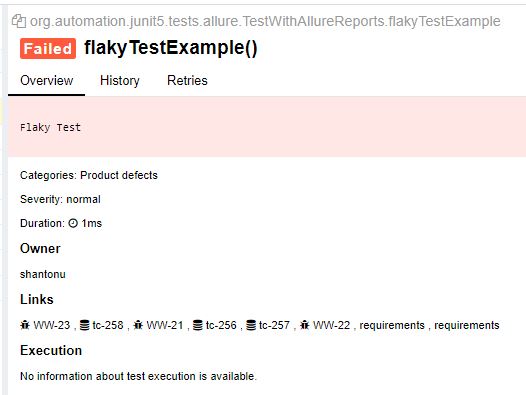 org.automation.junit5.tests.allure.TestWithAllureReports.flakyTestExample
Failed flakyTestExample()
Overview History Retries
Flaky Test
Categories: Product defects
Severity: normal
Duration: 1ms
Owner
shantonu
Links
WW-23 , tc-258 , WW-21 , tc-256 , tc-257 , WW-22 , requirements , requirements
Execution
No information about test execution is available.